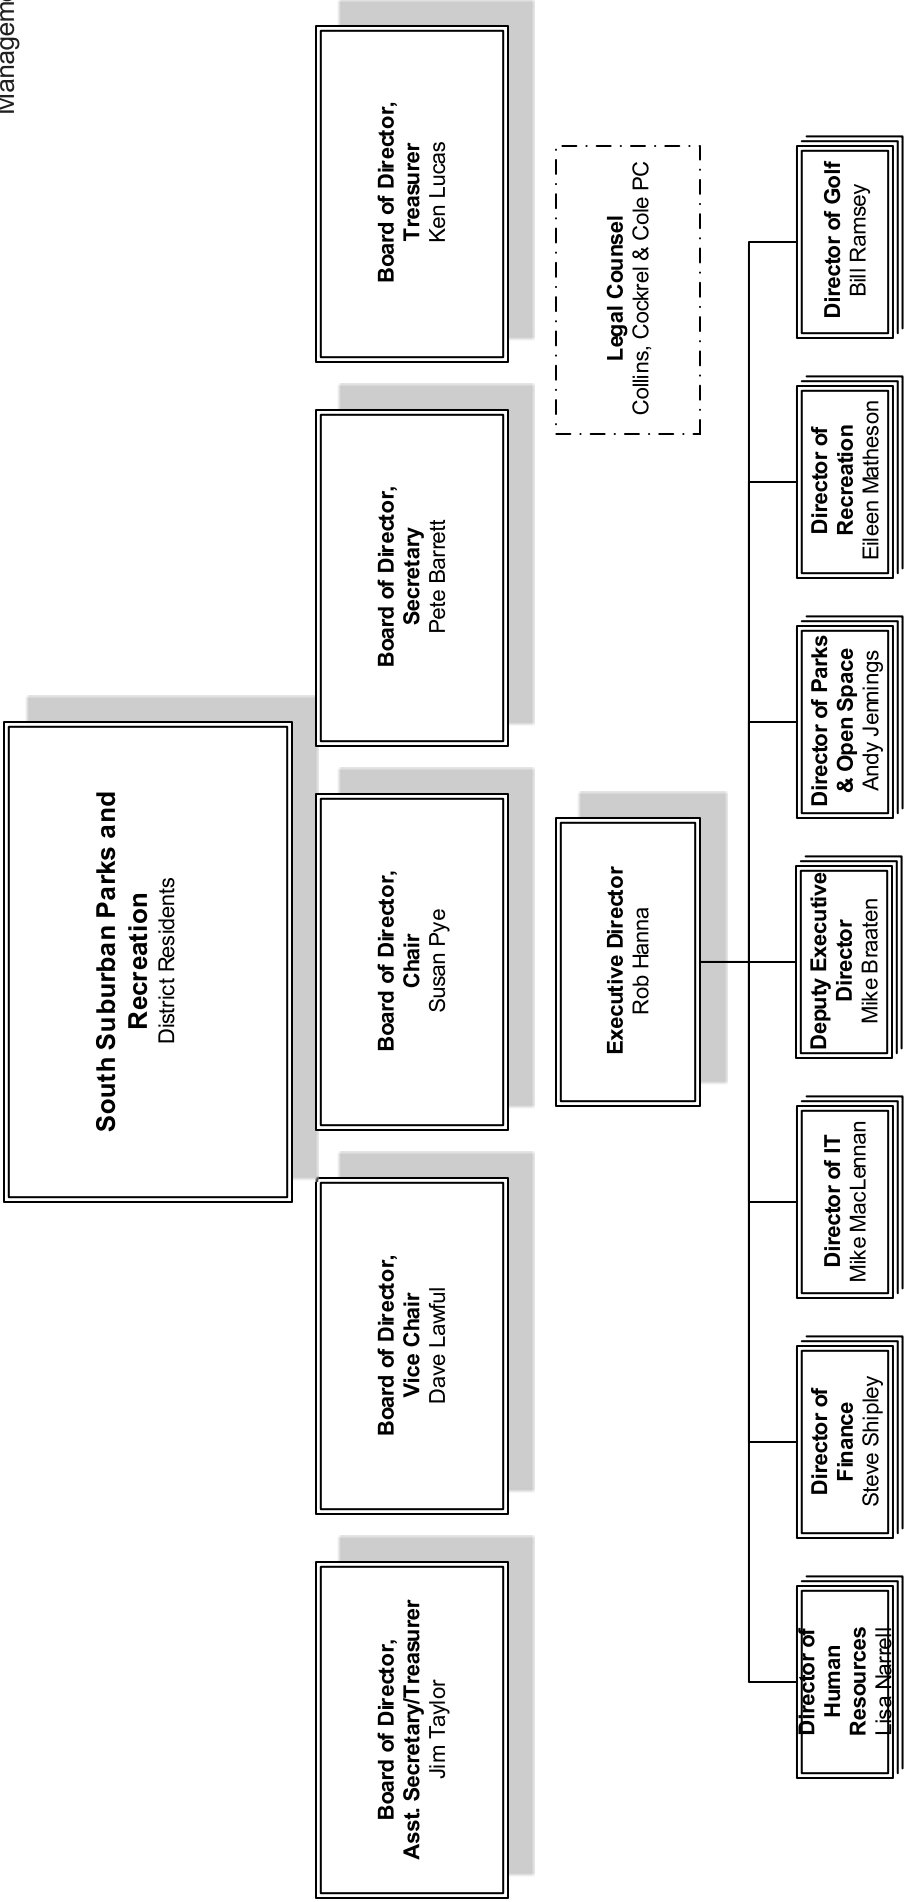 Manageme
South Suburban Parks and
Recreation
District Residents
Board of Director,
Asst. Secretary/Treasurer
Jim Taylor
Board of Director,
Vice Chair
Dave Lawful
Board of Director,
Chair
Susan Pye
Board of Director,
Secretary
Pete Barrett
Board of Director,
Treasurer
Ken Lucas
Executive Director
Rob Hanna
Legal Counsel
Collins, Cockrel & Cole PC
Director of
Human
Resources
Lisa Narrell
Director of
Finance
Steve Shipley
Director of IT
Mike MacLennan
Deputy Executive
Director
Mike Braaten
Director of Parks
& Open Space
Andy Jennings
Director of
Recreation
Eileen Matheson
Director of Golf
Bill Ramsey